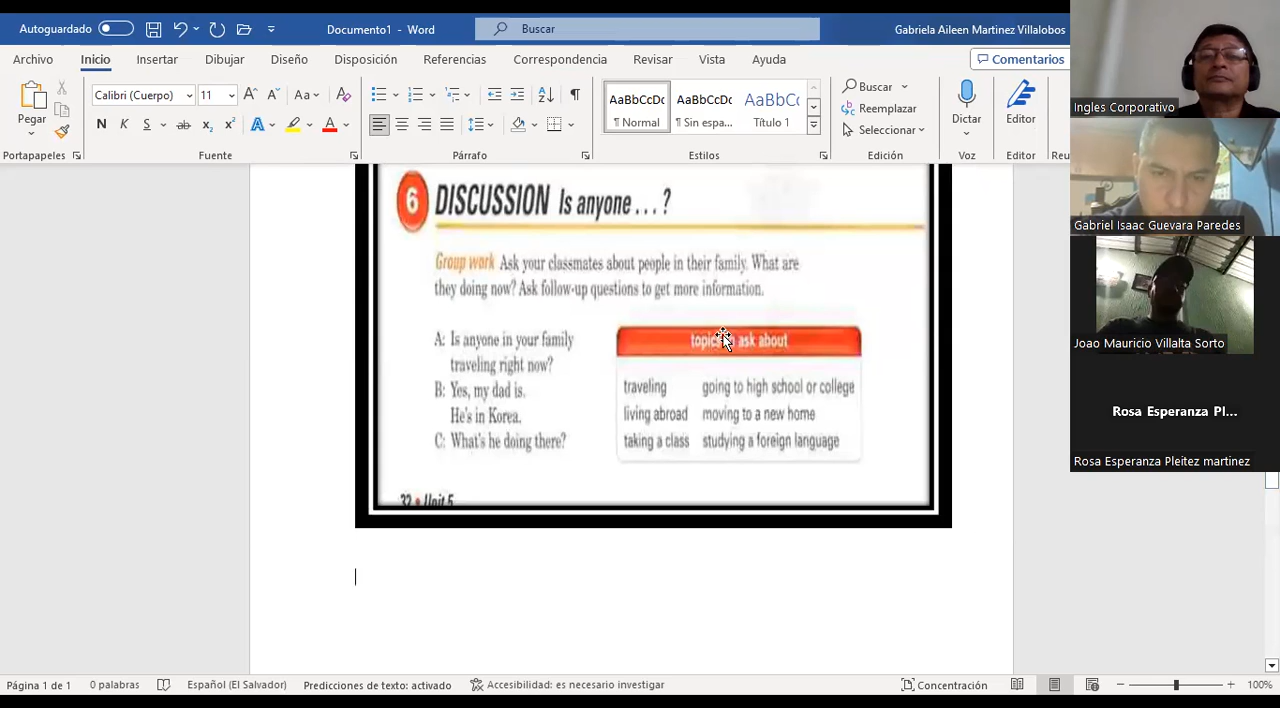 Autoguardado
Documento1 - Word
Buscar
Gabriela Aileen Martinez Villalobos
Archivo Inicio Insertar Dibujar Diseño Disposición Referencias Correspondencia Revisar Vista Ayuda
Comentarios
Pegar
Calibri (Cuerpo) 11
Aa
N K S ab x₂ x²
AaBbCcDc AaBbCcDc AaBbCc
¶ Normal ¶ Sin espa... Título 1
Buscar
Reemplazar
Seleccionar
Dictar
Editor
Portapapeles Fuente Párrafo Estilos Edición Voz Editor Reu
6 DISCUSSION Is anyone . . . ?
Group work Ask your classmates about people in their family. What are
they doing now? Ask follow-up questions to get more information.
A: Is anyone in your family
traveling right now?
B: Yes, my dad is.
He's in Korea.
C: What's he doing there?
ask about
traveling going to high school or college
living abroad moving to a new home
taking a class studying a foreign language
32 • Unit 5
Ingles Corporativo
Gabriel Isaac Guevara Paredes
Joao Mauricio Villalta Sorto
Rosa Esperanza Pl...
Rosa Esperanza Pleitez martinez
Página 1 de 1 0 palabras Español (El Salvador) Predicciones de texto: activado Accesibilidad: es necesario investigar Concentración 100%